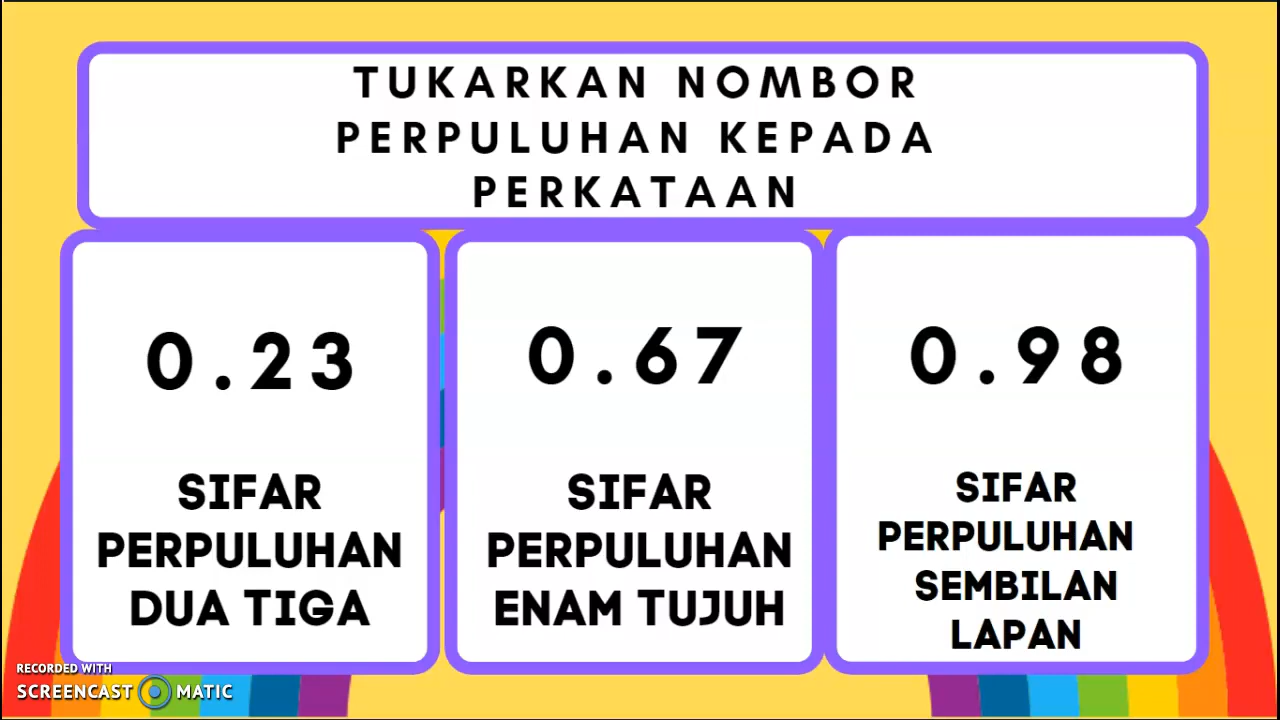 TUKARKAN NOMBOR
PERPULUHAN KEPADA
PERKATAAN
0.23
SIFAR
PERPULUHAN
DUA TIGA
0.67
SIFAR
PERPULUHAN
ENAM TUJUH
0.98
SIFAR
PERPULUHAN
SEMBILAN
LAPAN
RECORDED WITH
SCREENCAST MATIC